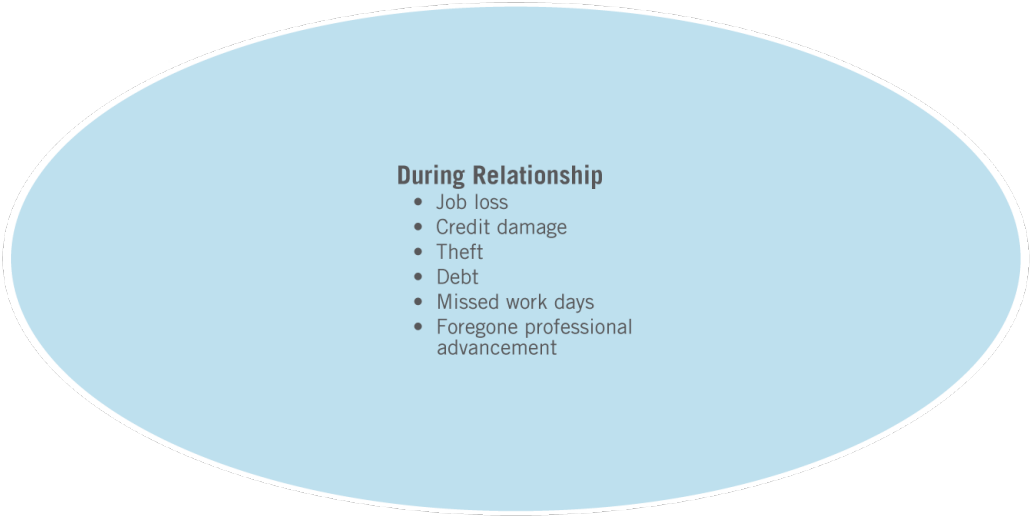 During Relationship
• Job loss
• Credit damage
• Theft
• Debt
• Missed work days
• Foregone professional
advancement